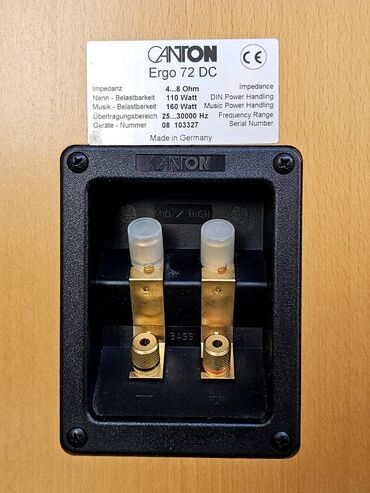 CANTON
CE
Ergo 72 DC
Impedanz 4...8 Ohm Impedance
Nenn - Belastbarkeit 110 Watt DIN Power Handling
Musik - Belastbarkeit 160 Watt Music Power Handling
Übertragungsbereich 25...30000 Hz Frequency Range
Geräte - Nummer 08 103327 Serial Number
Made in Germany
CANTON
MID / HIGH
BASS
− +